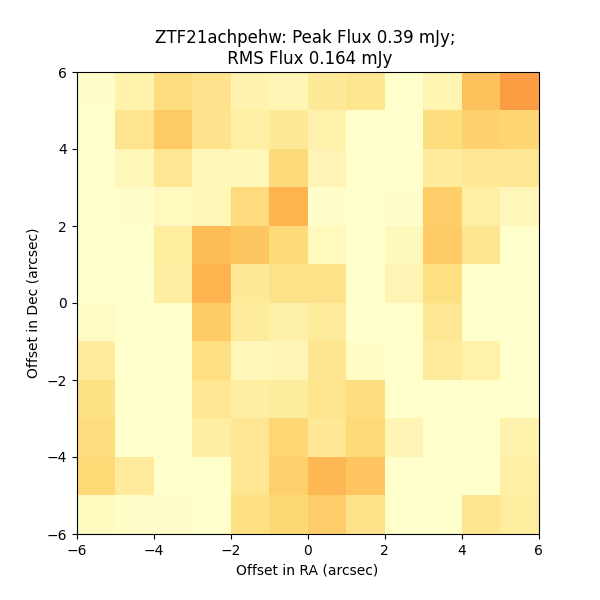 ZTF21achpehw: Peak Flux 0.39 mJy;
RMS Flux 0.164 mJy
6
4
2
0
−2
−4
−6
Offset in Dec (arcsec)
−6 −4 −2 0 2 4 6
Offset in RA (arcsec)